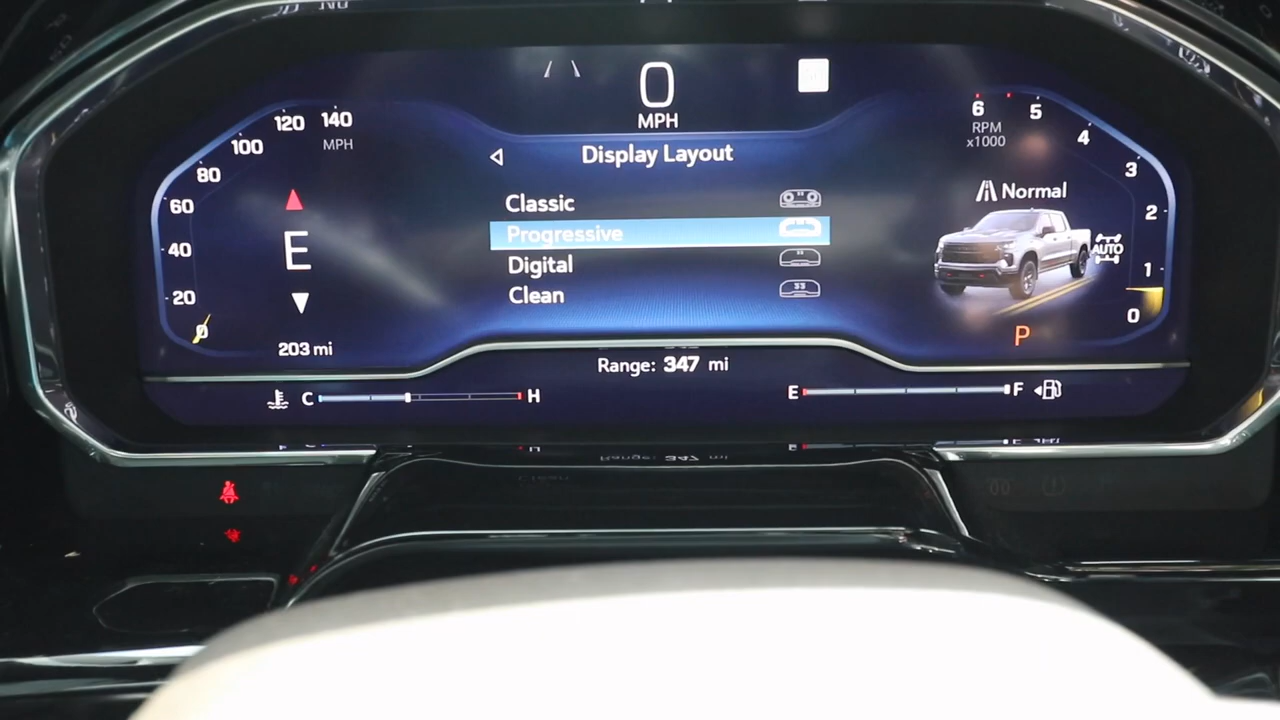 0
MPH
120 140
MPH
100
80
60
40
20
0
E
203 mi
Display Layout
Classic
Progressive
Digital
Clean
6 5 4 3 2 1 0
RPM
x1000
Normal
AUTO
P
Range: 347 mi
C H
E F